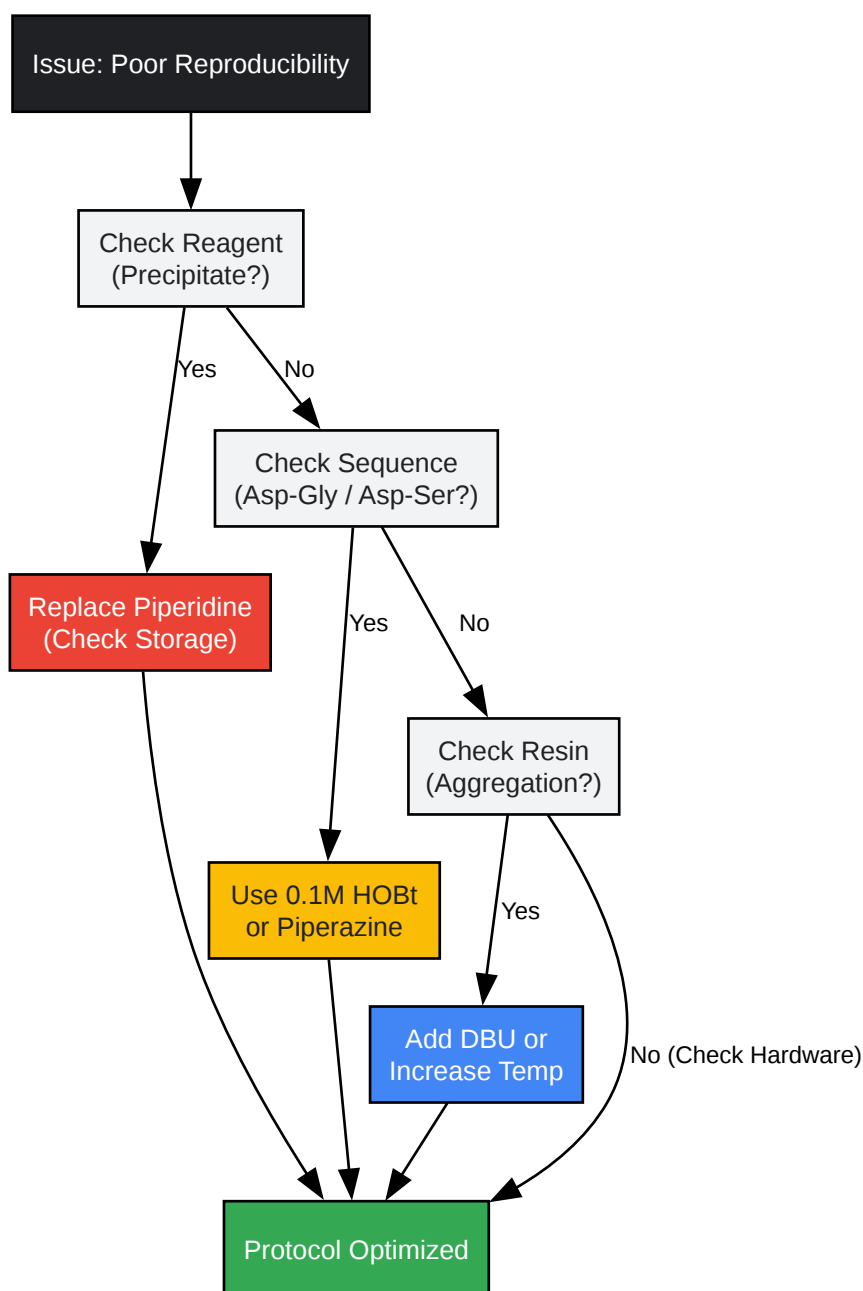 Issue: Poor Reproducibility
Check Reagent
(Precipitate?)
Yes
No
Check Sequence
(Asp-Gly / Asp-Ser?)
Replace Piperidine
(Check Storage)
Yes
No
Check Resin
(Aggregation?)
Use 0.1M HOBt
or Piperazine
Yes
Add DBU or
Increase Temp
No (Check Hardware)
Protocol Optimized